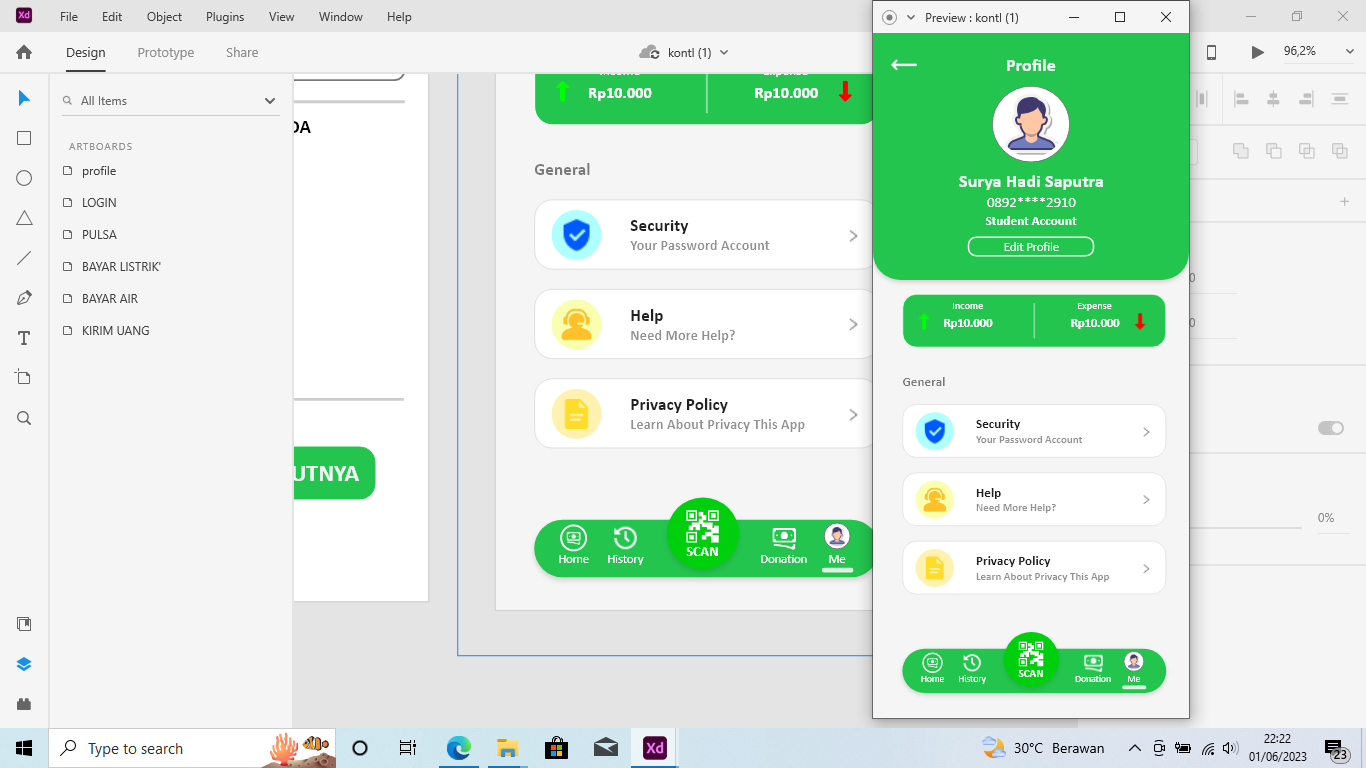 Xd File Edit Object Plugins View Window Help
Design Prototype Share
kontl (1)
96,2%
All Items
ARTBOARDS
profile
LOGIN
PULSA
BAYAR LISTRIK'
BAYAR AIR
KIRIM UANG
DA
UTNYA
Income Expense
Rp10.000 Rp10.000
General
Security
Your Password Account
Help
Need More Help?
Privacy Policy
Learn About Privacy This App
Home History SCAN Donation Me
Preview : kontl (1)
Profile
Surya Hadi Saputra
0892****2910
Student Account
Edit Profile
Income Expense
Rp10.000 Rp10.000
General
Security
Your Password Account
Help
Need More Help?
Privacy Policy
Learn About Privacy This App
Home History SCAN Donation Me
0
0
0%
Type to search
Xd
30°C Berawan
22:22
01/06/2023
23